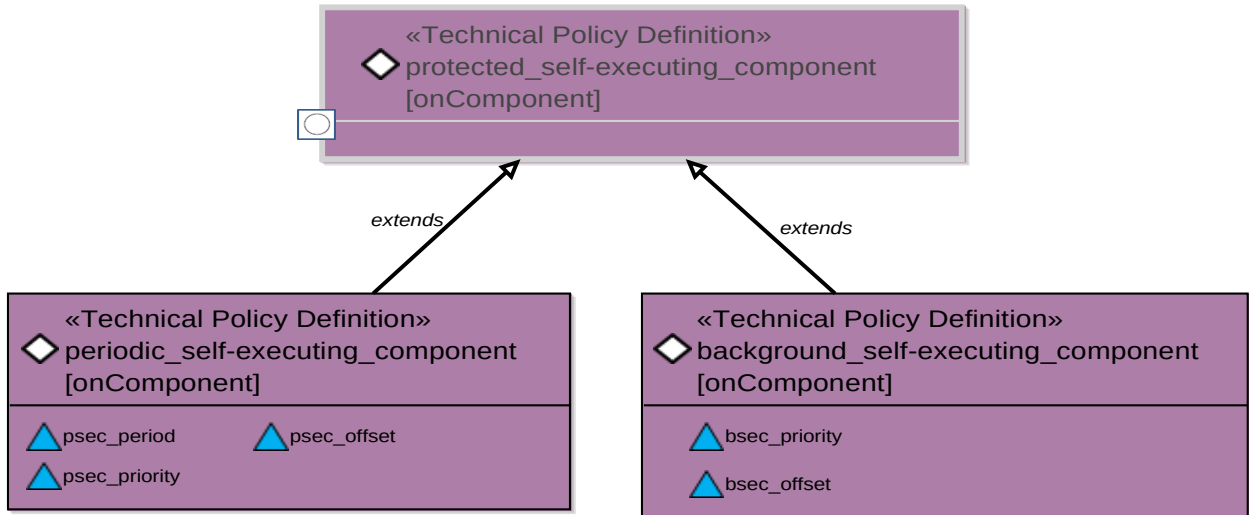 «Technical Policy Definition»
protected_self-executing_component
[onComponent]
extends
extends
«Technical Policy Definition»
periodic_self-executing_component
[onComponent]
psec_period
psec_offset
psec_priority
«Technical Policy Definition»
background_self-executing_component
[onComponent]
bsec_priority
bsec_offset